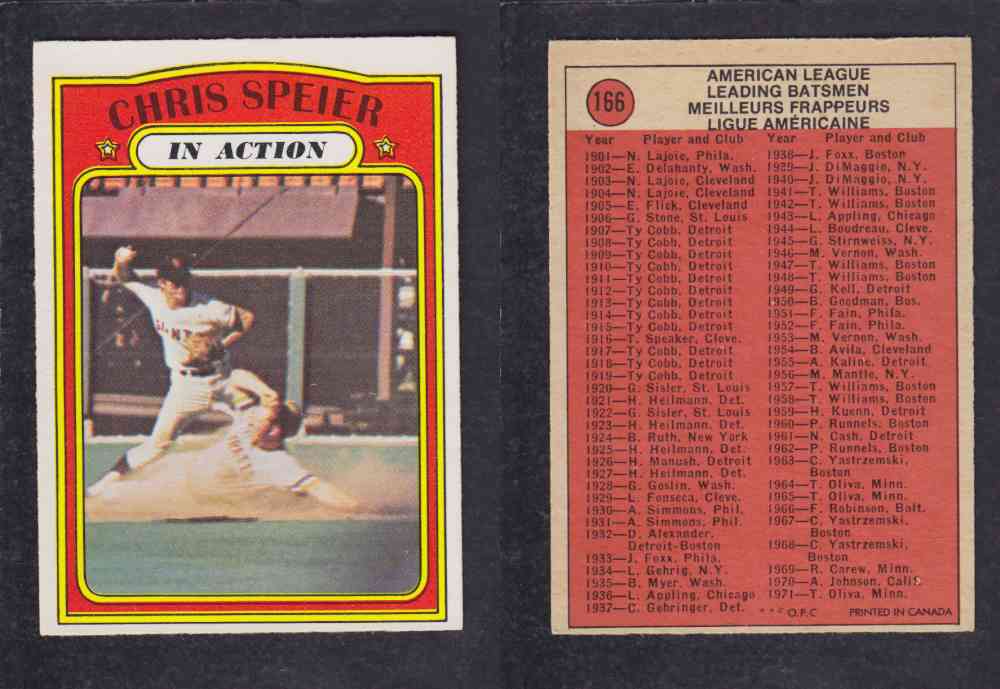 CHRIS SPEIER
IN ACTION
GIANTS
166
AMERICAN LEAGUE
LEADING BATSMEN
MEILLEURS FRAPPEURS
LIGUE AMÉRICAINE
Year Player and Club
1901—N. Lajoie, Phila.
1902—E. Delahanty, Wash.
1903—N. Lajoie, Cleveland
1904—N. Lajoie, Cleveland
1905—E. Flick, Cleveland
1906—G. Stone, St. Louis
1907—Ty Cobb, Detroit
1908—Ty Cobb, Detroit
1909—Ty Cobb, Detroit
1910—Ty Cobb, Detroit
1911—Ty Cobb, Detroit
1912—Ty Cobb, Detroit
1913—Ty Cobb, Detroit
1914—Ty Cobb, Detroit
1915—Ty Cobb, Detroit
1916—T. Speaker, Cleve.
1917—Ty Cobb, Detroit
1918—Ty Cobb, Detroit
1919—Ty Cobb, Detroit
1920—G. Sisler, St. Louis
1921—H. Heilmann, Det.
1922—G. Sisler, St. Louis
1923—H. Heilmann, Det.
1924—B. Ruth, New York
1925—H. Heilmann, Det.
1926—H. Manush, Detroit
1927—H. Heilmann, Det.
1928—G. Goslin, Wash.
1929—L. Fonseca, Cleve.
1930—A. Simmons, Phil.
1931—A. Simmons, Phil.
1932—D. Alexander,
Detroit-Boston
1933—J. Foxx, Phila.
1934—L. Gehrig, N.Y.
1935—B. Myer, Wash.
1936—L. Appling, Chicago
1937—C. Gehringer, Det.
Year Player and Club
1938—J. Foxx, Boston
1939—J. DiMaggio, N.Y.
1940—J. DiMaggio, N.Y.
1941—T. Williams, Boston
1942—T. Williams, Boston
1943—L. Appling, Chicago
1944—L. Boudreau, Cleve.
1945—G. Stirnweiss, N.Y.
1946—M. Vernon, Wash.
1947—T. Williams, Boston
1948—T. Williams, Boston
1949—G. Kell, Detroit
1950—B. Goodman, Bos.
1951—F. Fain, Phila.
1952—F. Fain, Phila.
1953—M. Vernon, Wash.
1954—B. Avila, Cleveland
1955—A. Kaline, Detroit
1956—M. Mantle, N.Y.
1957—T. Williams, Boston
1958—T. Williams, Boston
1959—H. Kuenn, Detroit
1960—P. Runnels, Boston
1961—N. Cash, Detroit
1962—P. Runnels, Boston
1963—C. Yastrzemski,
Boston
1964—T. Oliva, Minn.
1965—T. Oliva, Minn.
1966—F. Robinson, Balt.
1967—C. Yastrzemski,
Boston
1968—C. Yastrzemski,
Boston
1969—R. Carew, Minn.
1970—A. Johnson, Calif.
1971—T. Oliva, Minn.
**© O.P.C. PRINTED IN CANADA